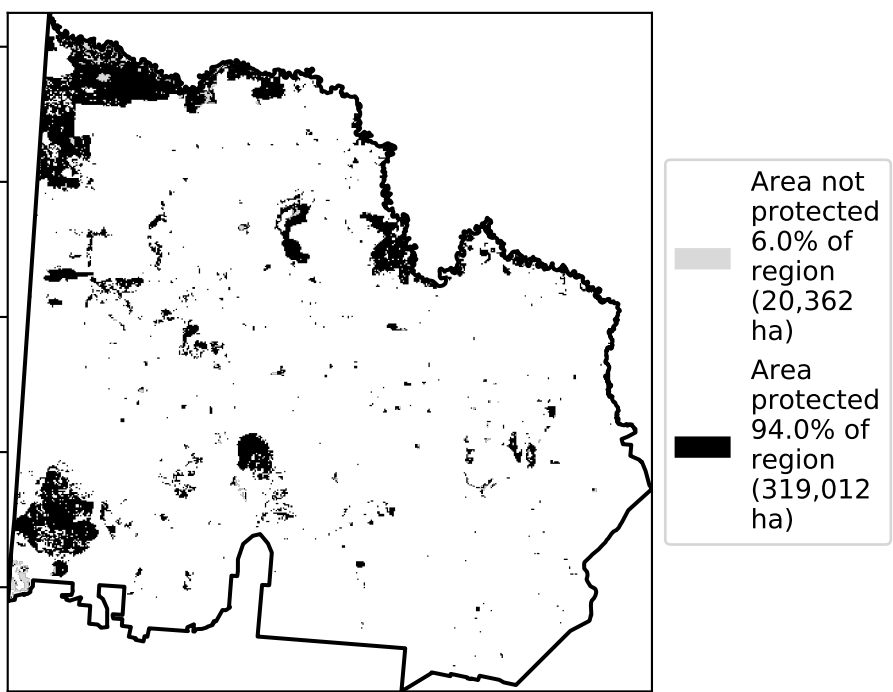 Area not
protected
6.0% of
region
(20,362
ha)
Area
protected
94.0% of
region
(319,012
ha)